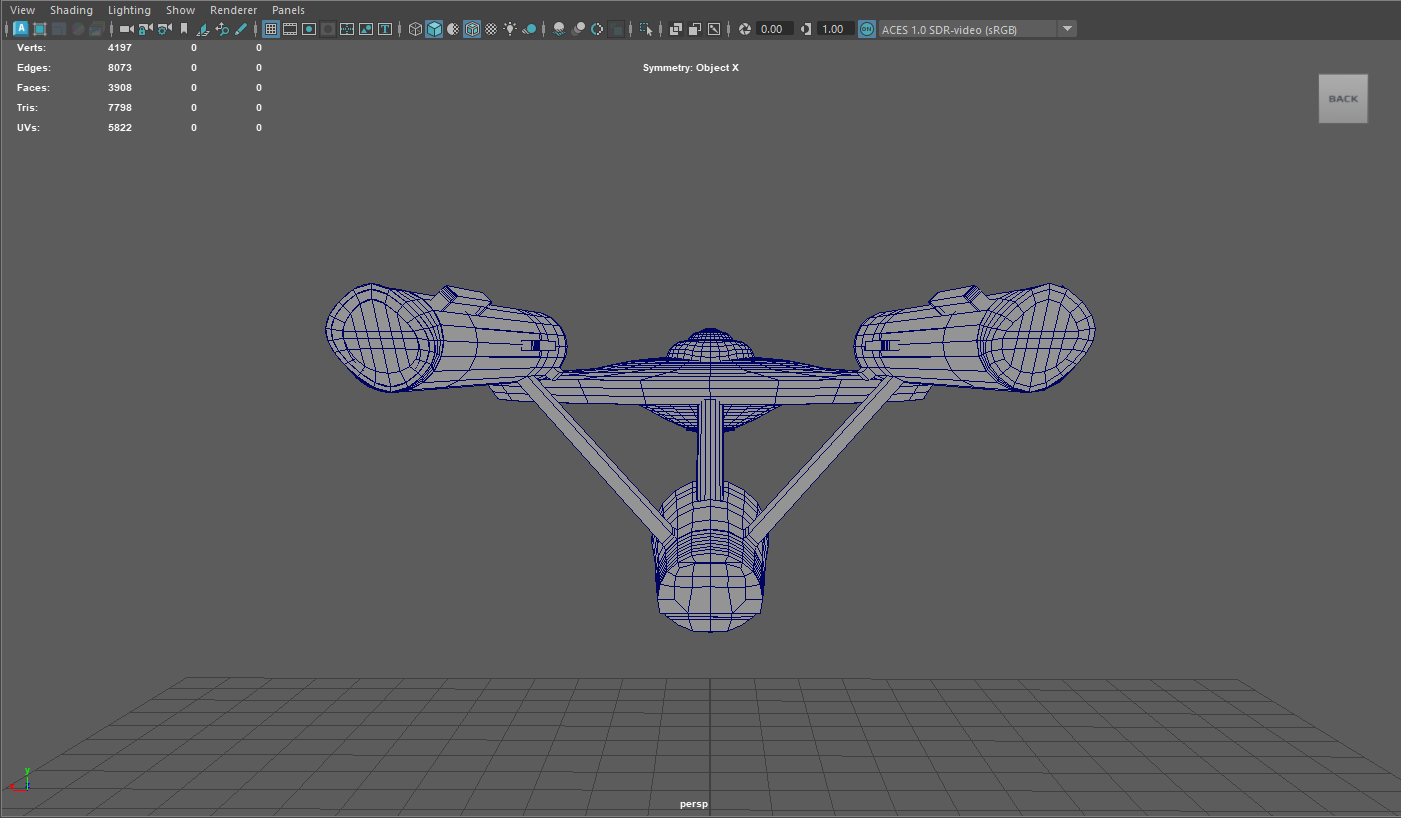 View Shading Lighting Show Renderer Panels
A T 0.00 1.00 ON ACES 1.0 SDR-video (sRGB)
Verts: 4197 0 0
Edges: 8073 0 0
Symmetry: Object X
Faces: 3908 0 0
BACK
Tris: 7798 0 0
UVs: 5822 0 0
y
persp